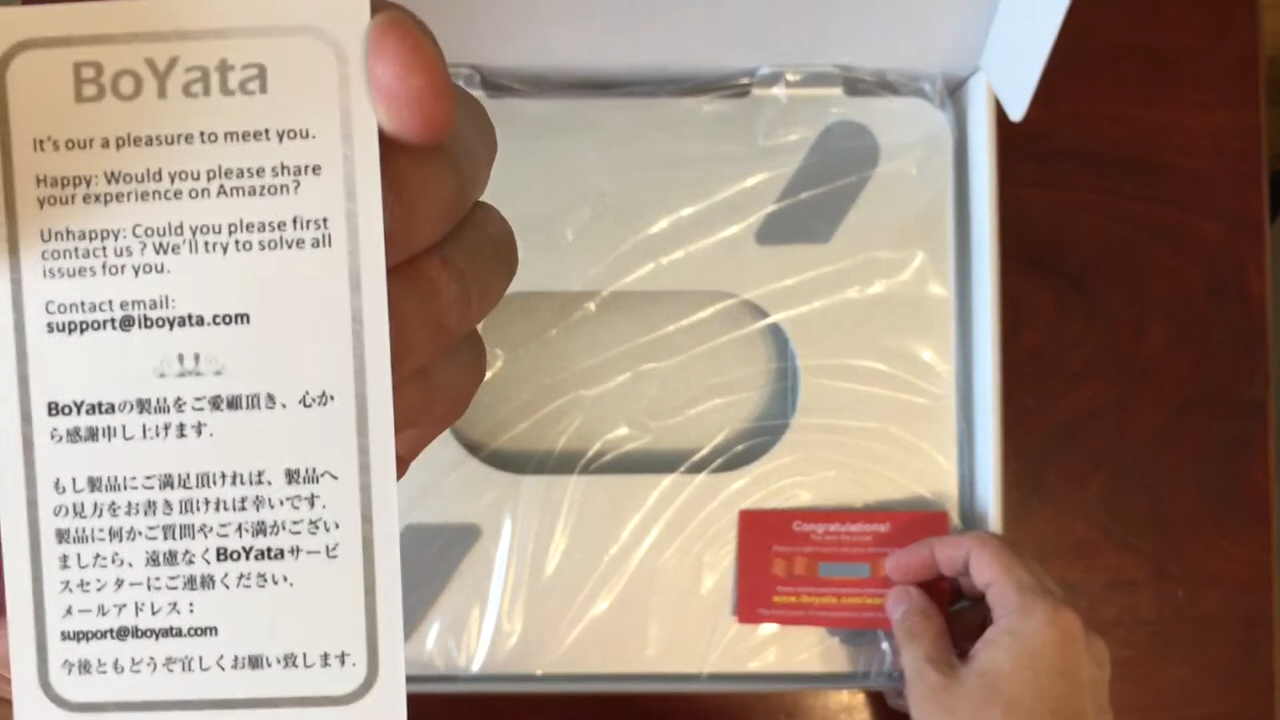 BoYata
It's our a pleasure to meet you.
Happy: Would you please share
your experience on Amazon?
Unhappy: Could you please first
contact us ? We'll try to solve all
issues for you.
Contact email:
support@iboyata.com
BoYataの製品をご愛顧頂き、心か
ら感謝申し上げます.
もし製品にご満足頂ければ、製品へ
の見方をお書き頂ければ幸いです.
製品に何かご質問やご不満がござい
ましたら、遠慮なくBoYataサービ
スセンターにご連絡ください.
メールアドレス：
support@iboyata.com
今後ともどうぞ宜しくお願い致します.
Congratulations!
www.iboyata.com/